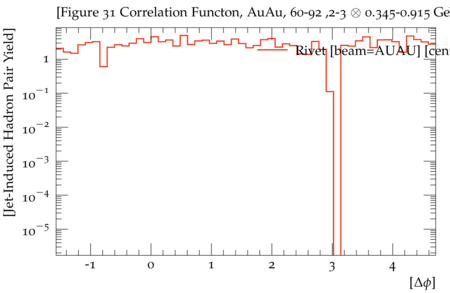 [Figure 31 Correlation Functon, AuAu, 60-92 ,2-3 ⊗ 0.345-0.915 Ge
Rivet [beam=AUAU] [cen
[Jet-Induced Hadron Pair Yield]
1
10⁻¹
10⁻²
10⁻³
10⁻⁴
10⁻⁵
-1 0 1 2 3 4
[Δϕ]